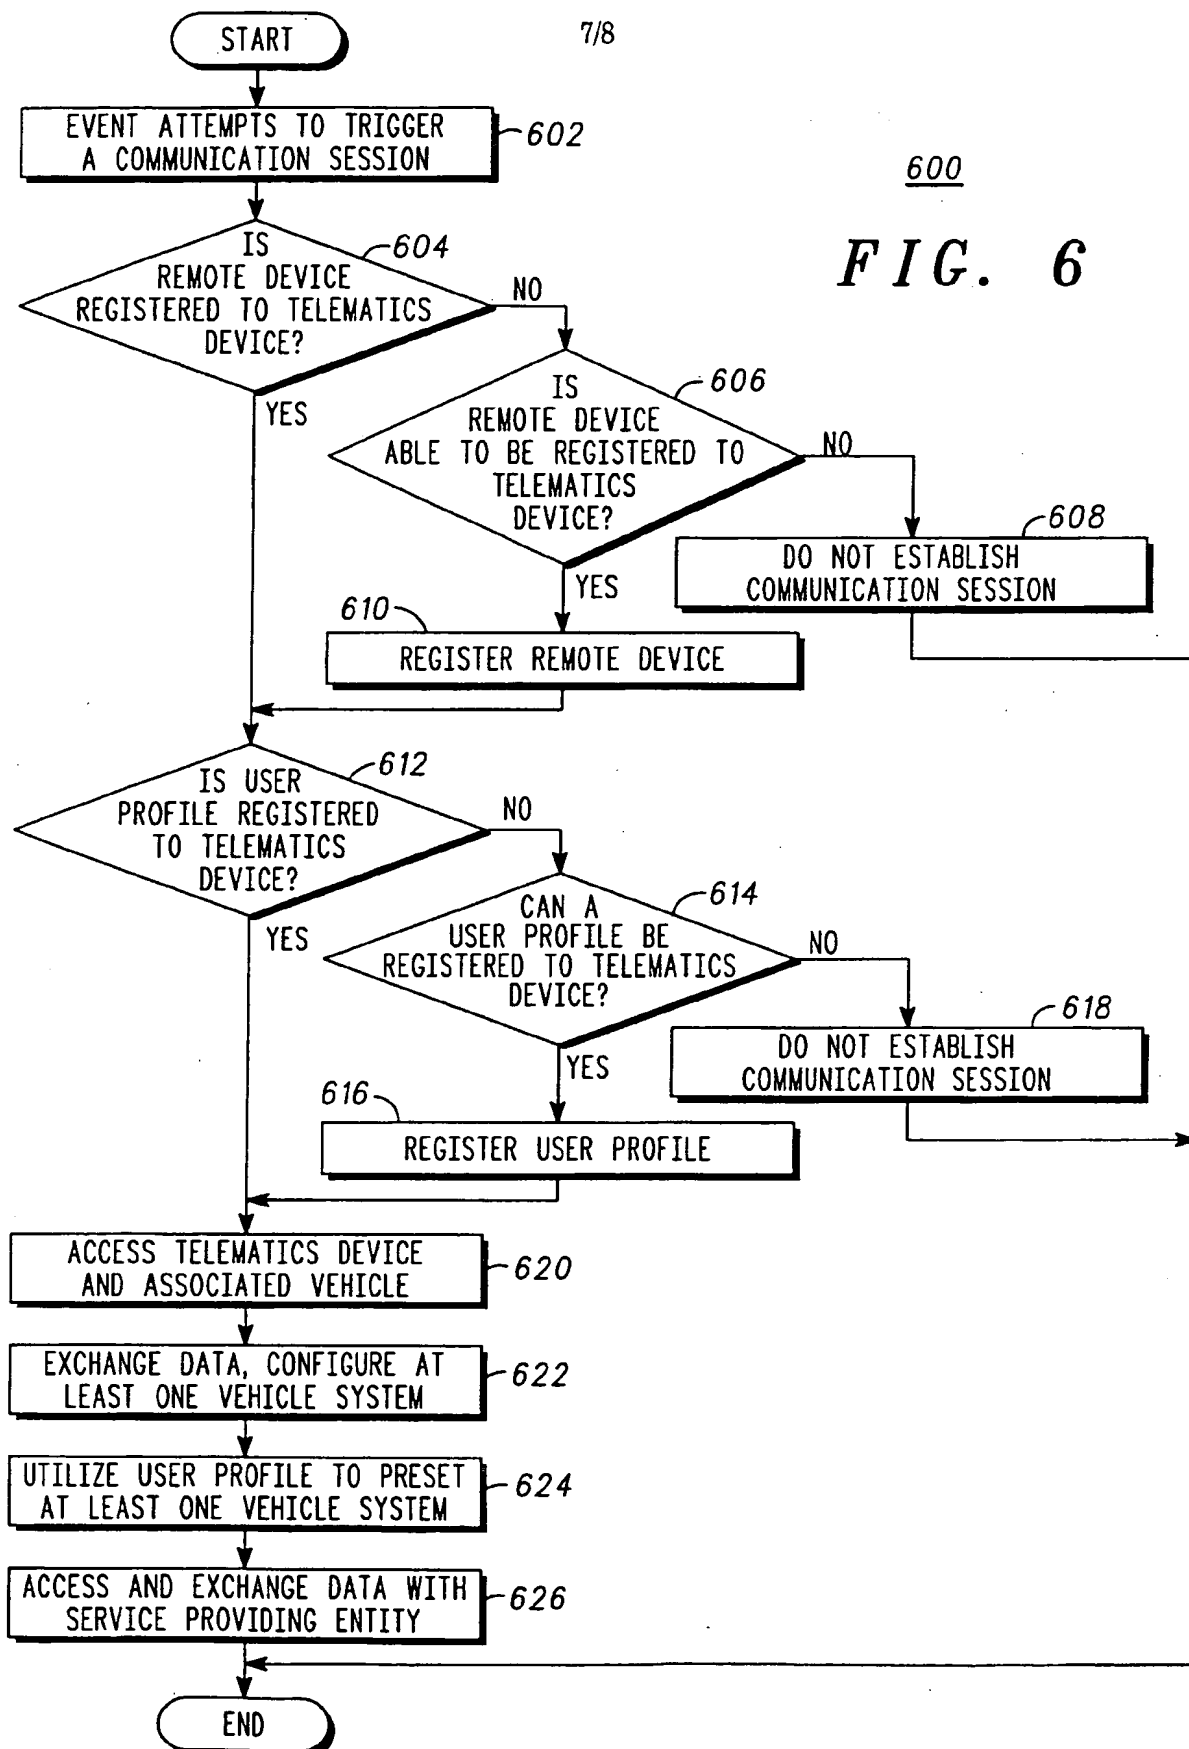 START
7/8
EVENT ATTEMPTS TO TRIGGER
A COMMUNICATION SESSION
602
600
FIG. 6
IS
REMOTE DEVICE
REGISTERED TO TELEMATICS
DEVICE?
604
NO
YES
IS
REMOTE DEVICE
ABLE TO BE REGISTERED TO
TELEMATICS
DEVICE?
606
NO
YES
DO NOT ESTABLISH
COMMUNICATION SESSION
608
610
REGISTER REMOTE DEVICE
IS USER
PROFILE REGISTERED
TO TELEMATICS
DEVICE?
612
NO
YES
CAN A
USER PROFILE BE
REGISTERED TO TELEMATICS
DEVICE?
614
NO
YES
DO NOT ESTABLISH
COMMUNICATION SESSION
618
616
REGISTER USER PROFILE
ACCESS TELEMATICS DEVICE
AND ASSOCIATED VEHICLE
620
EXCHANGE DATA, CONFIGURE AT
LEAST ONE VEHICLE SYSTEM
622
UTILIZE USER PROFILE TO PRESET
AT LEAST ONE VEHICLE SYSTEM
624
ACCESS AND EXCHANGE DATA WITH
SERVICE PROVIDING ENTITY
626
END